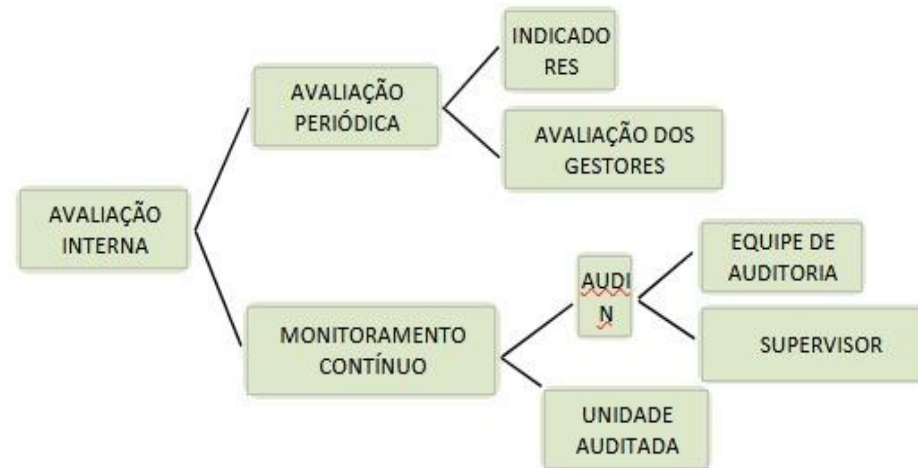 INDICADO
RES
AVALIAÇÃO
PERIÓDICA
AVALIAÇÃO DOS
GESTORES
AVALIAÇÃO
INTERNA
EQUIPE DE
AUDITORIA
AUDI
N
MONITORAMENTO
CONTÍNUO
SUPERVISOR
UNIDADE
AUDITADA